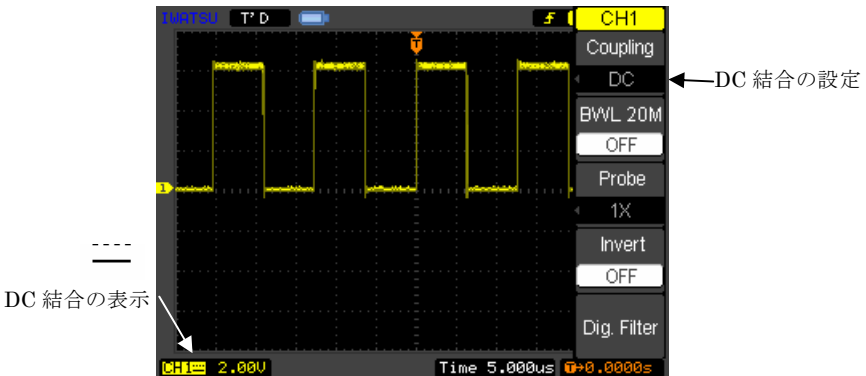 IWATSU T'D
CH1
Coupling
DC
DC 結合の設定
BWL 20M
OFF
Probe
1X
Invert
OFF
Dig. Filter
T
1
DC 結合の表示
CH1 2.00V Time 5.000us T→0.0000s